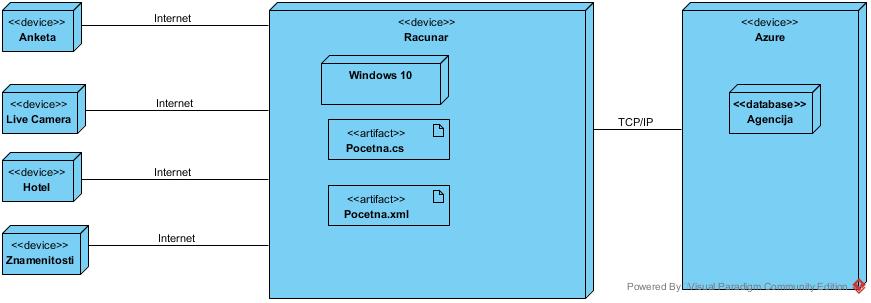 <<device>>
Anketa
Internet
<<device>>
Live Camera
Internet
<<device>>
Hotel
Internet
<<device>>
Znamenitosti
Internet
<<device>>
Racunar
Windows 10
<<artifact>>
Pocetna.cs
<<artifact>>
Pocetna.xml
TCP/IP
<<device>>
Azure
<<database>>
Agencija
Powered By Visual Paradigm Community Edition